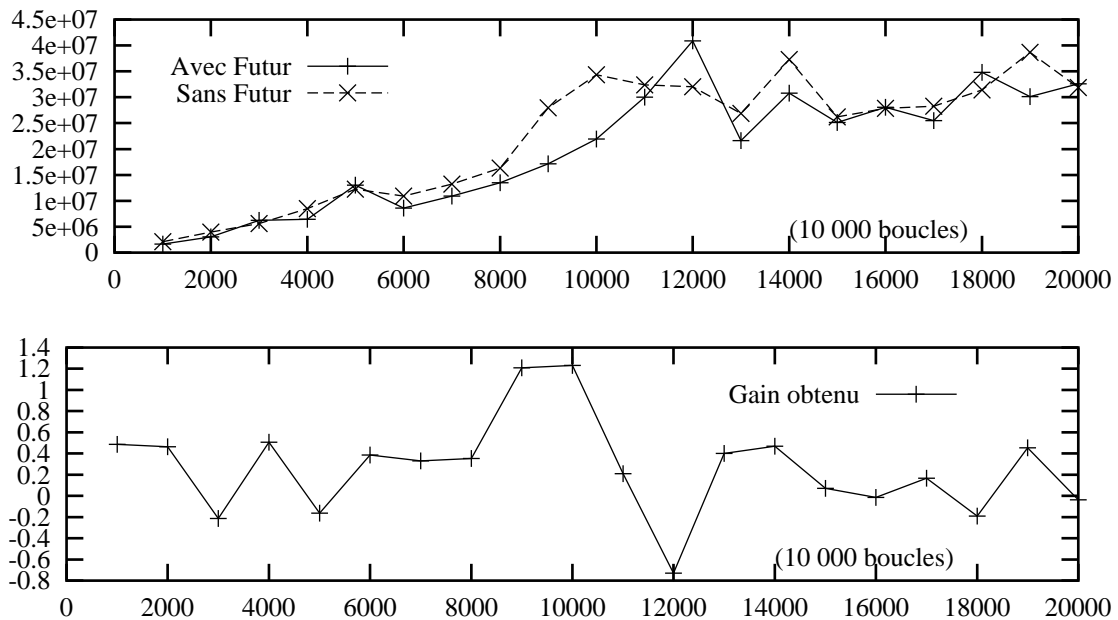 4.5e+07
4e+07
3.5e+07
3e+07
2.5e+07
2e+07
1.5e+07
1e+07
5e+06
0
Avec Futur
Sans Futur
(10 000 boucles)
0 2000 4000 6000 8000 10000 12000 14000 16000 18000 20000
1.4
1.2
1
0.8
0.6
0.4
0.2
0
-0.2
-0.4
-0.6
-0.8
Gain obtenu
(10 000 boucles)
0 2000 4000 6000 8000 10000 12000 14000 16000 18000 20000